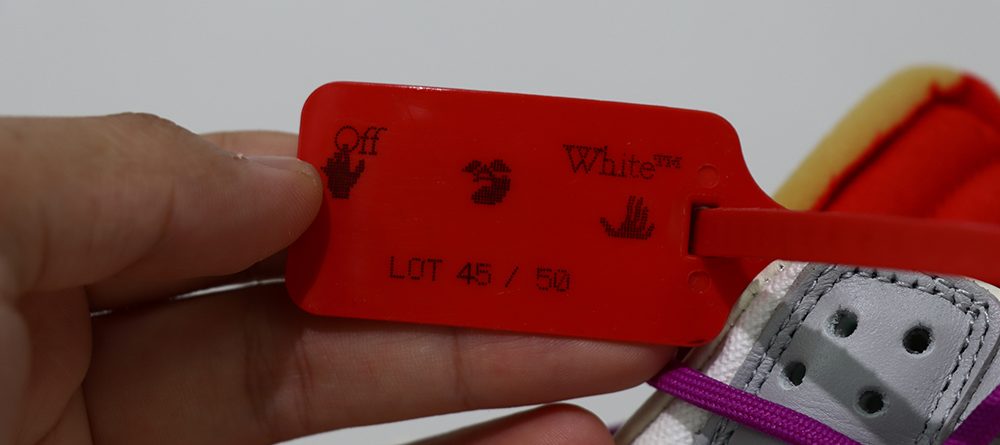 Off White™
LOT 45 / 50